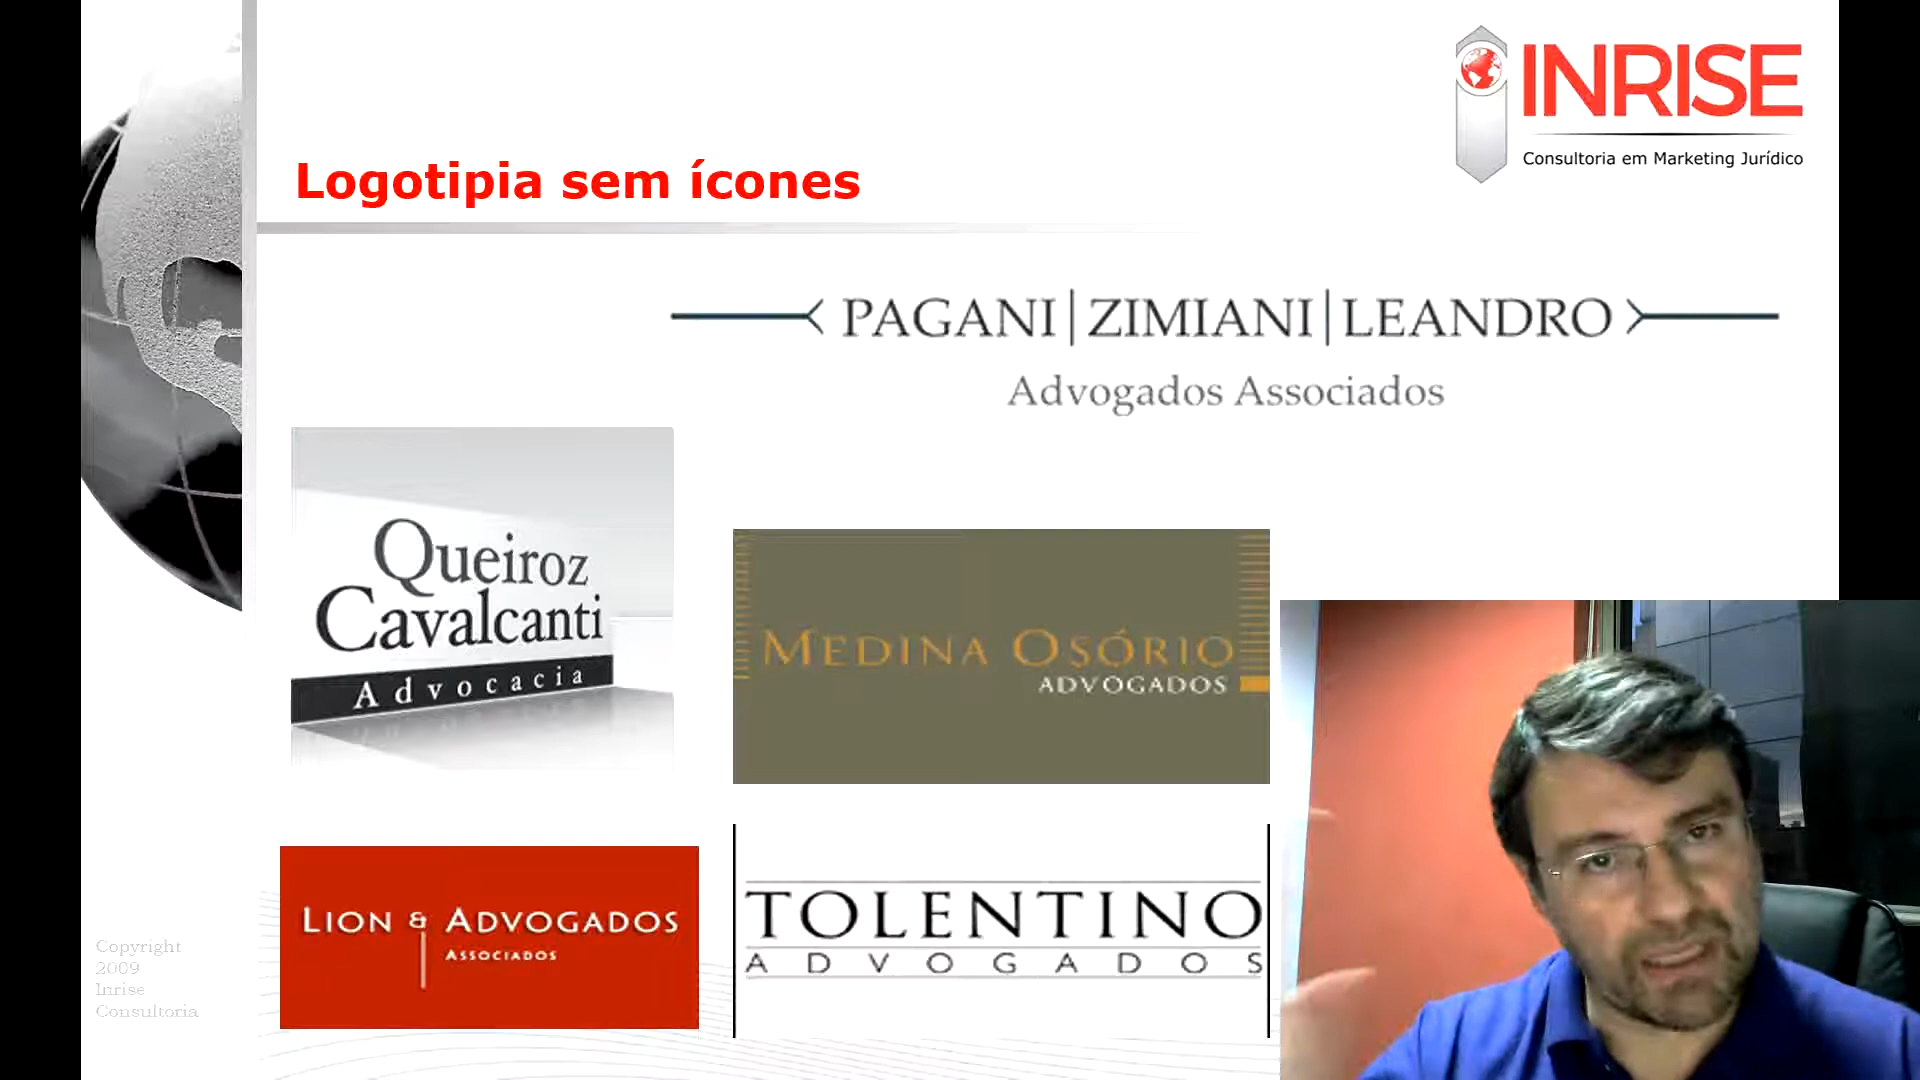 INRISE
Consultoria em Marketing Jurídico
Logotipia sem ícones
PAGANI|ZIMIANI|LEANDRO
Advogados Associados
Queiroz
Cavalcanti
Advocacia
MEDINA OSÓRIO
ADVOGADOS
LION & ADVOGADOS
ASSOCIADOS
TOLENTINO
ADVOGADOS
Copyright
2009
Inrise
Consultoria